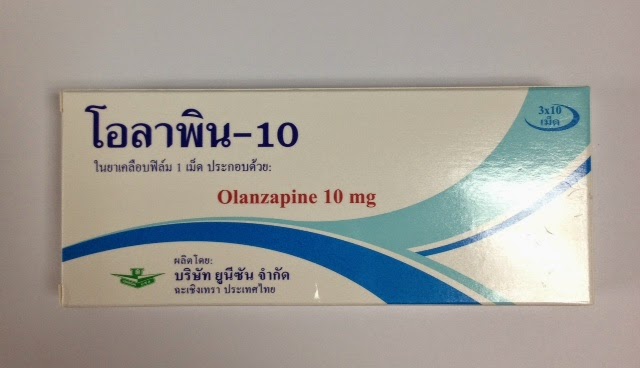 โอลาพิน-10
3x10
เม็ด
ในยาเคลือบฟิล์ม 1 เม็ด ประกอบด้วย:
Olanzapine 10 mg
ผลิตโดย:
บริษัท ยูนีซัน จำกัด
ฉะเชิงเทรา ประเทศไทย